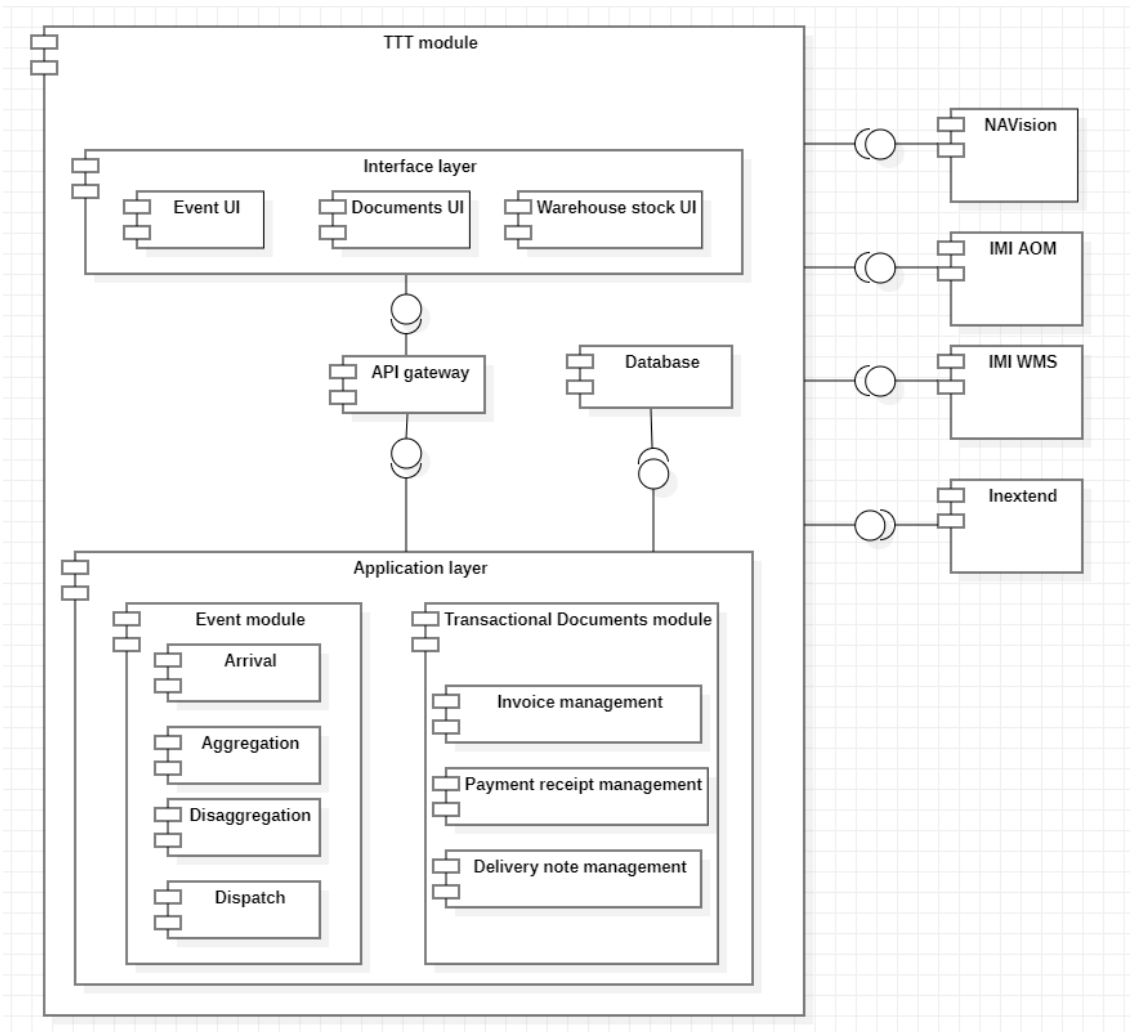 TTT module
Interface layer
Event UI
Documents UI
Warehouse stock UI
API gateway
Database
Application layer
Event module
Arrival
Aggregation
Disaggregation
Dispatch
Transactional Documents module
Invoice management
Payment receipt management
Delivery note management
NAVision
IMI AOM
IMI WMS
Inextend